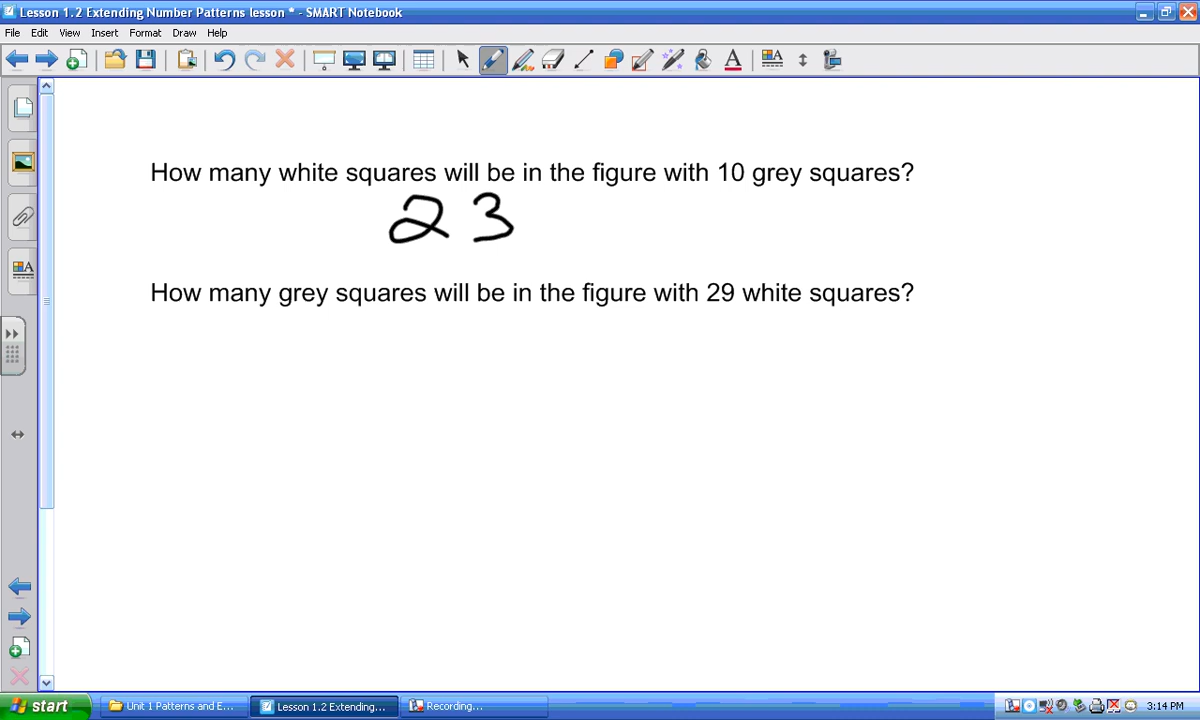 Lesson 1.2 Extending Number Patterns lesson * - SMART Notebook
File Edit View Insert Format Draw Help
How many white squares will be in the figure with 10 grey squares?
23
How many grey squares will be in the figure with 29 white squares?
start Unit 1 Patterns and E... Lesson 1.2 Extending... Recording... 3:14 PM